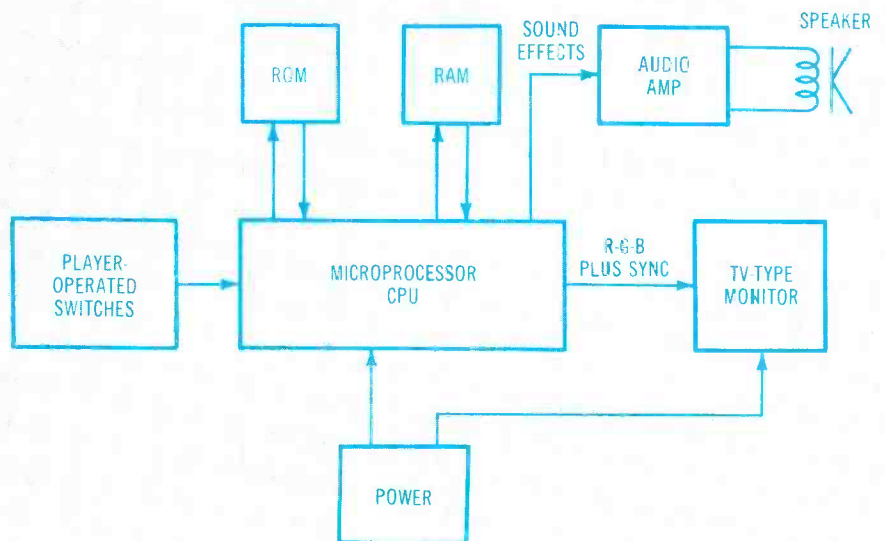 SPEAKER
SOUND
EFFECTS
AUDIO
AMP
ROM
RAM
PLAYER-
OPERATED
SWITCHES
MICROPROCESSOR
CPU
R-G-B
PLUS SYNC
TV-TYPE
MONITOR
POWER